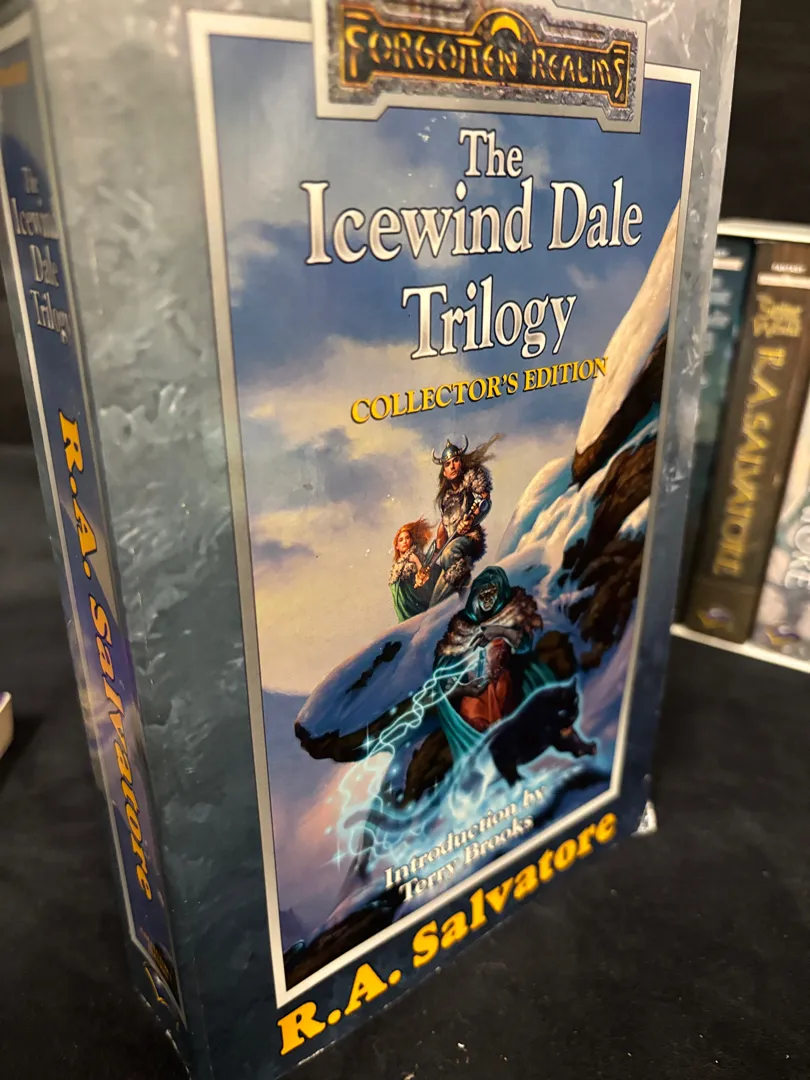 FORGOTTEN REALMS
The
Icewind Dale
Trilogy
COLLECTOR'S EDITION
Introduction by
Terry Brooks
R.A. Salvatore
The
Icewind
Dale
Trilogy
R.A. Salvatore
R.A. SALVATORE